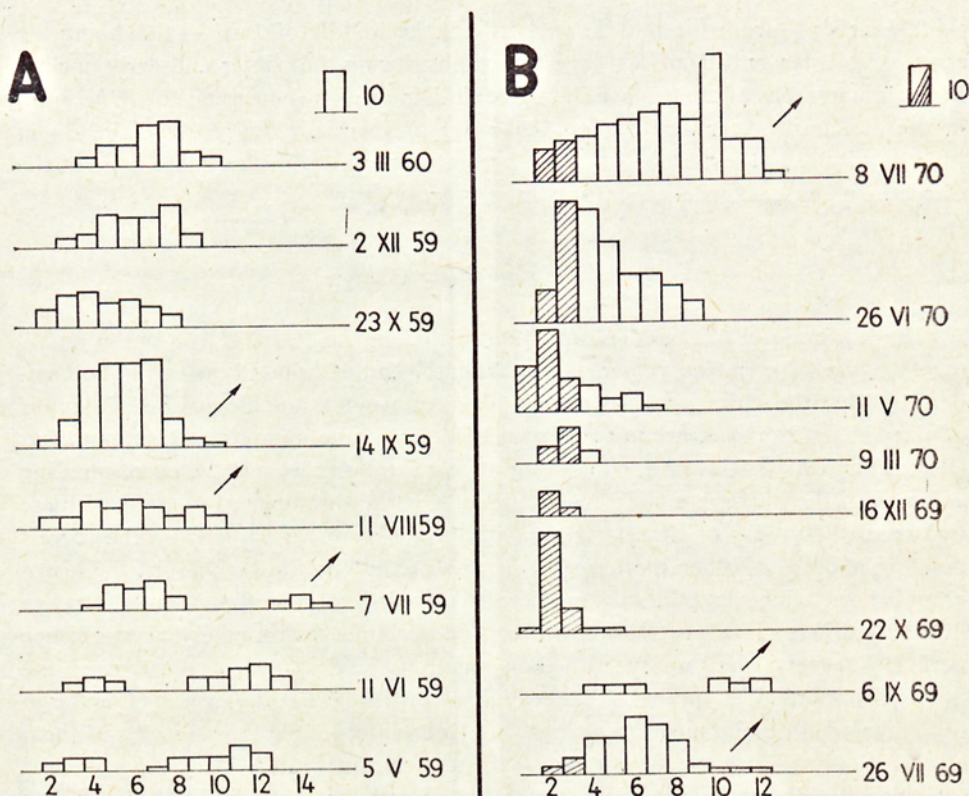 A
10
3 III 60
2 XII 59
23 X 59
14 IX 59
11 VIII 59
7 VII 59
11 VI 59
5 V 59
2 4 6 8 10 12 14
B
10
8 VII 70
26 VI 70
11 V 70
9 III 70
16 XII 69
22 X 69
6 IX 69
26 VII 69
2 4 6 8 10 12